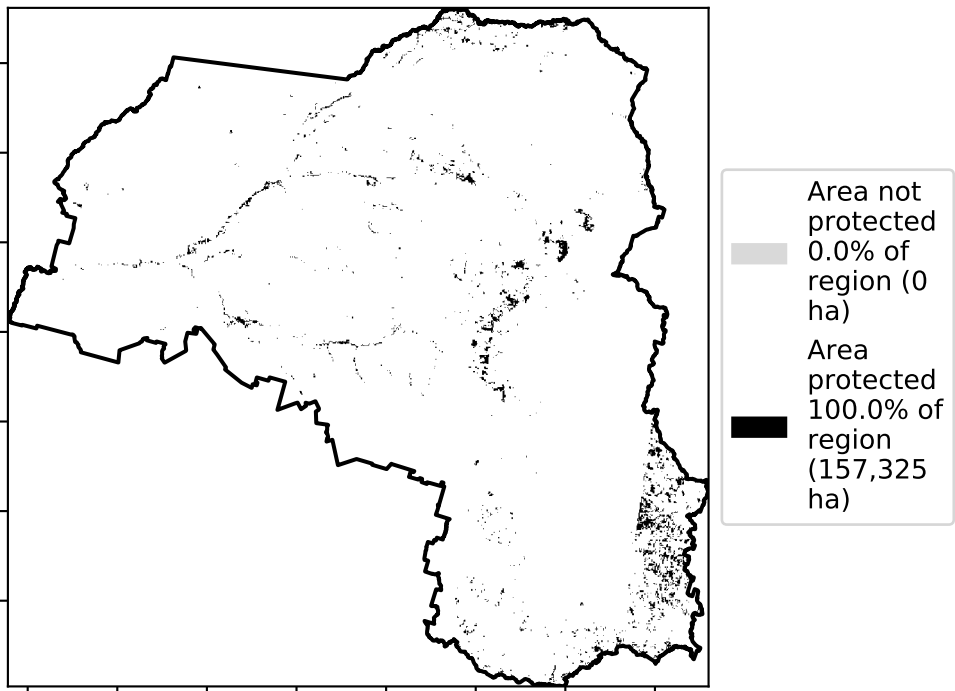 Area not
protected
0.0% of
region (0
ha)
Area
protected
100.0% of
region
(157,325
ha)